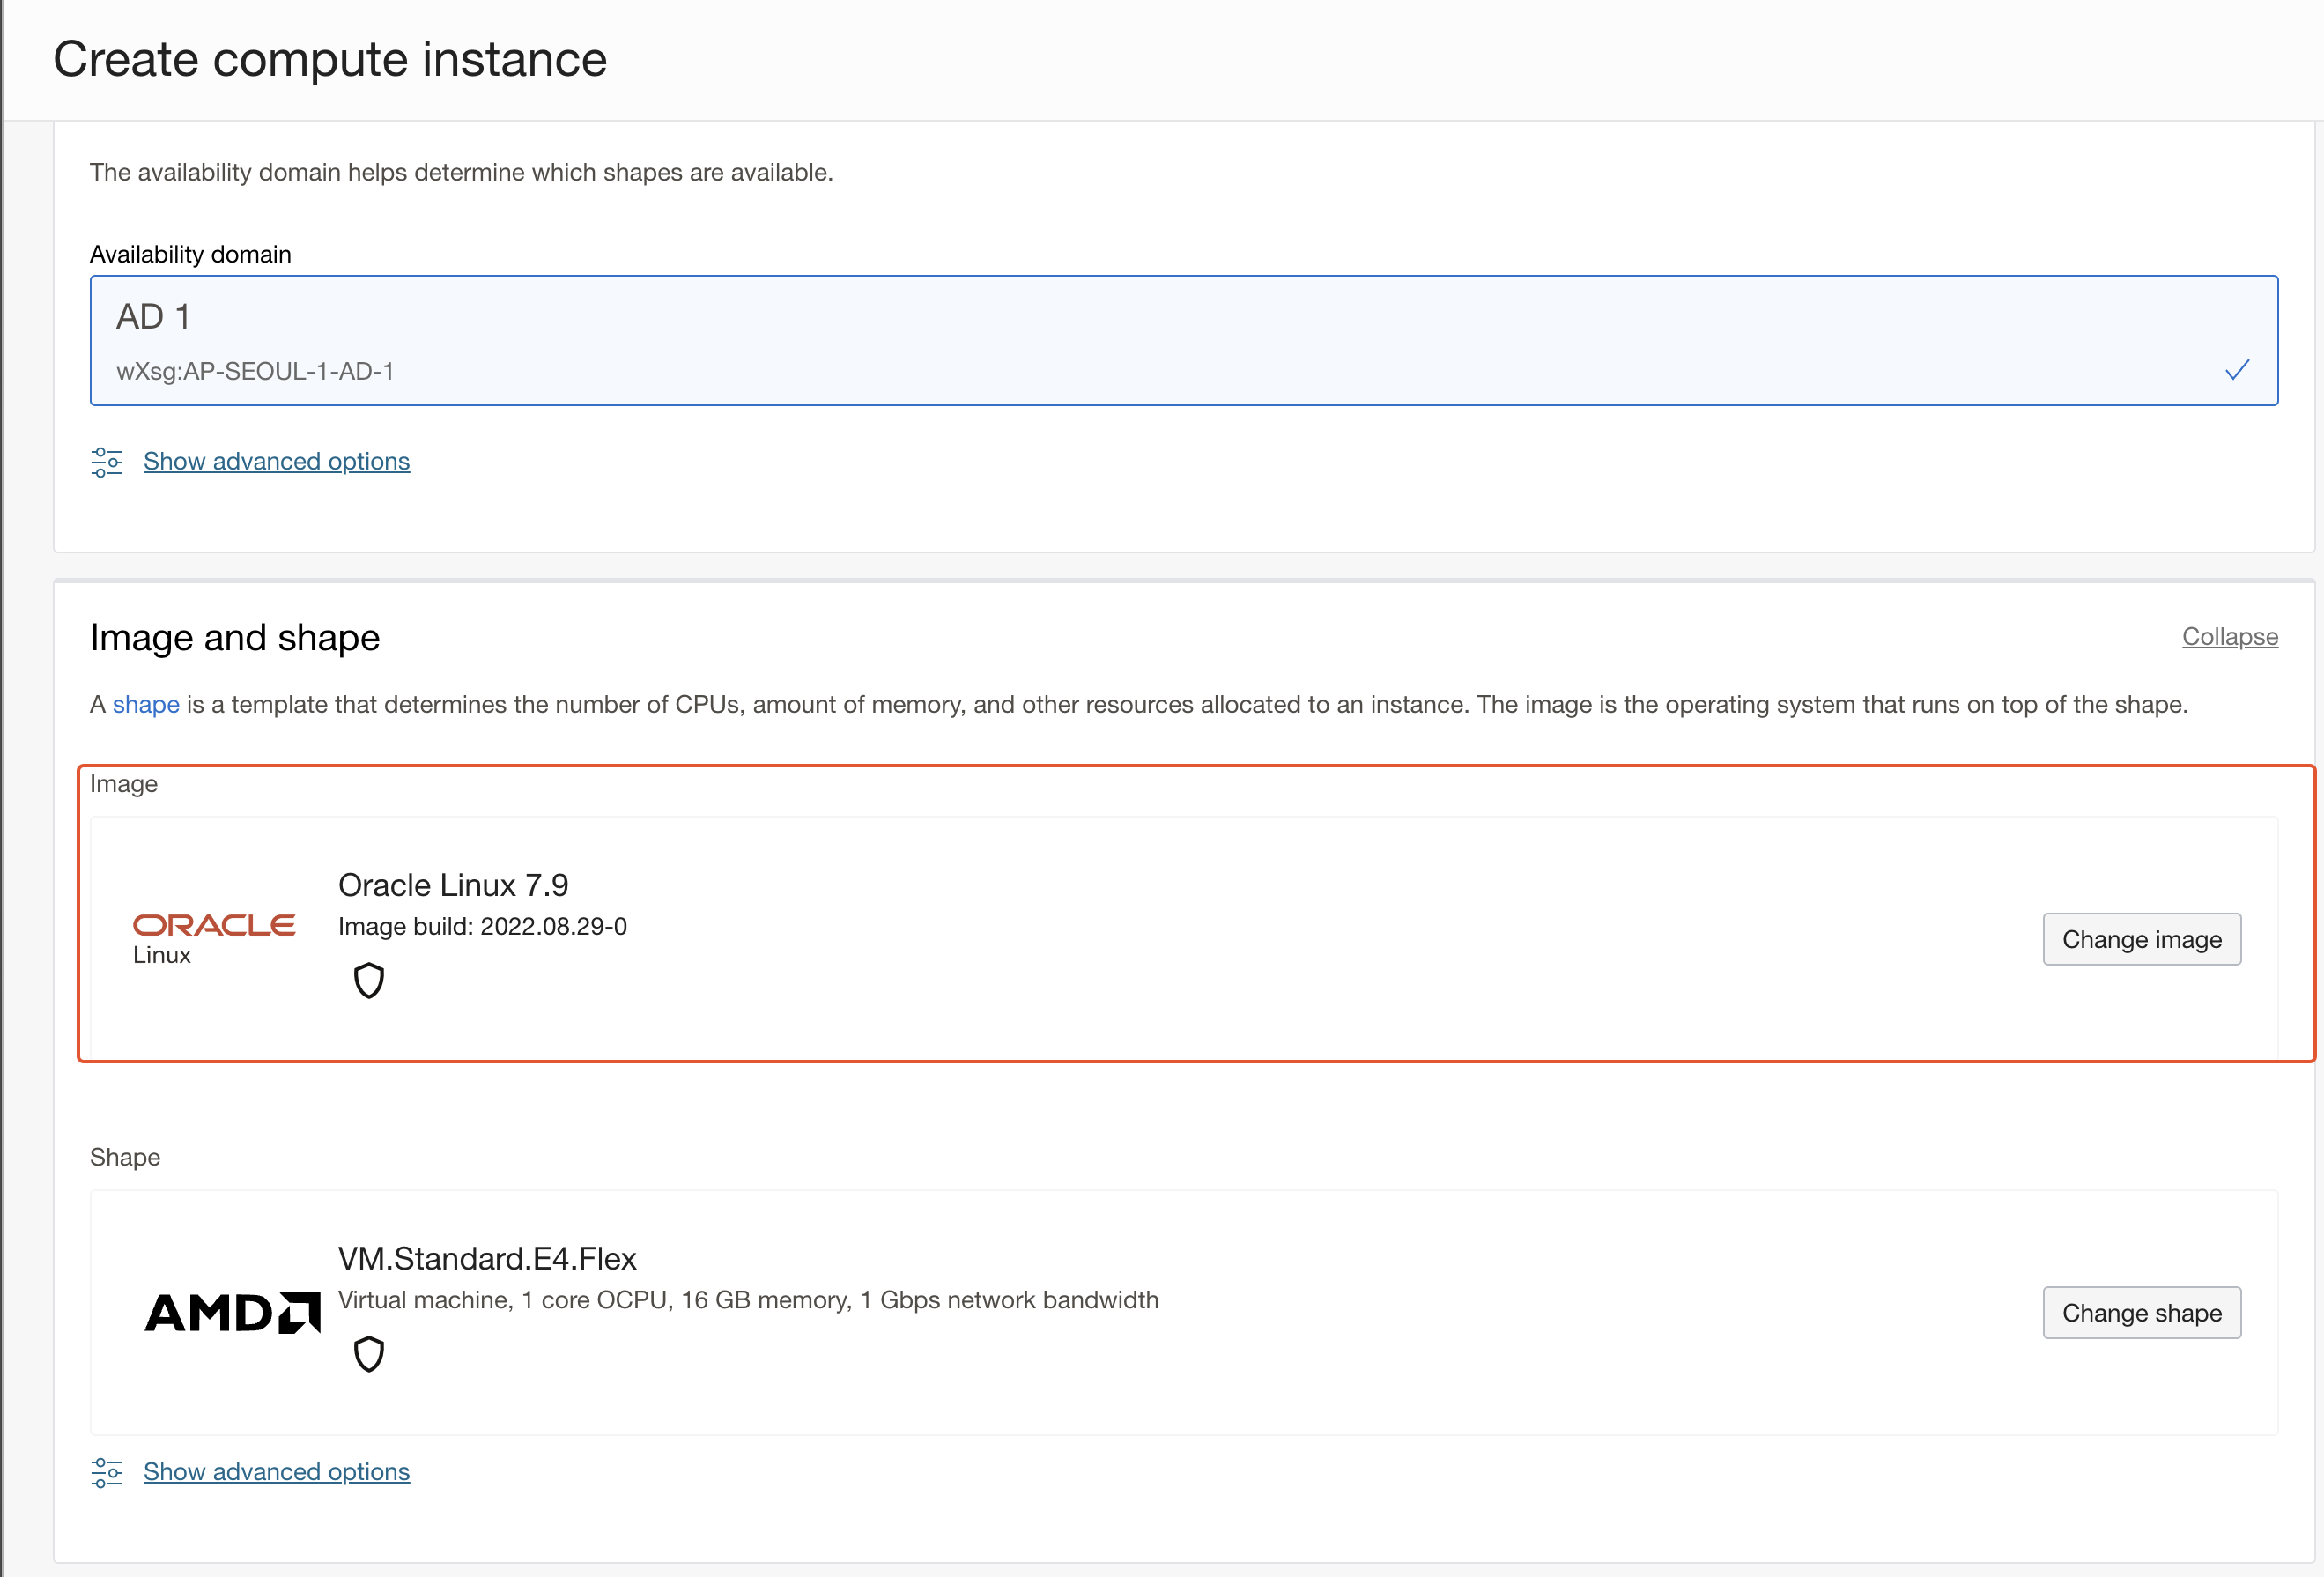 Create compute instance
The availability domain helps determine which shapes are available.
Availability domain
AD 1
wXsg:AP-SEOUL-1-AD-1
Show advanced options
Image and shape
Collapse
A shape is a template that determines the number of CPUs, amount of memory, and other resources allocated to an instance. The image is the operating system that runs on top of the shape.
Image
ORACLE
Linux
Oracle Linux 7.9
Image build: 2022.08.29-0
Change image
Shape
AMD
VM.Standard.E4.Flex
Virtual machine, 1 core OCPU, 16 GB memory, 1 Gbps network bandwidth
Change shape
Show advanced options